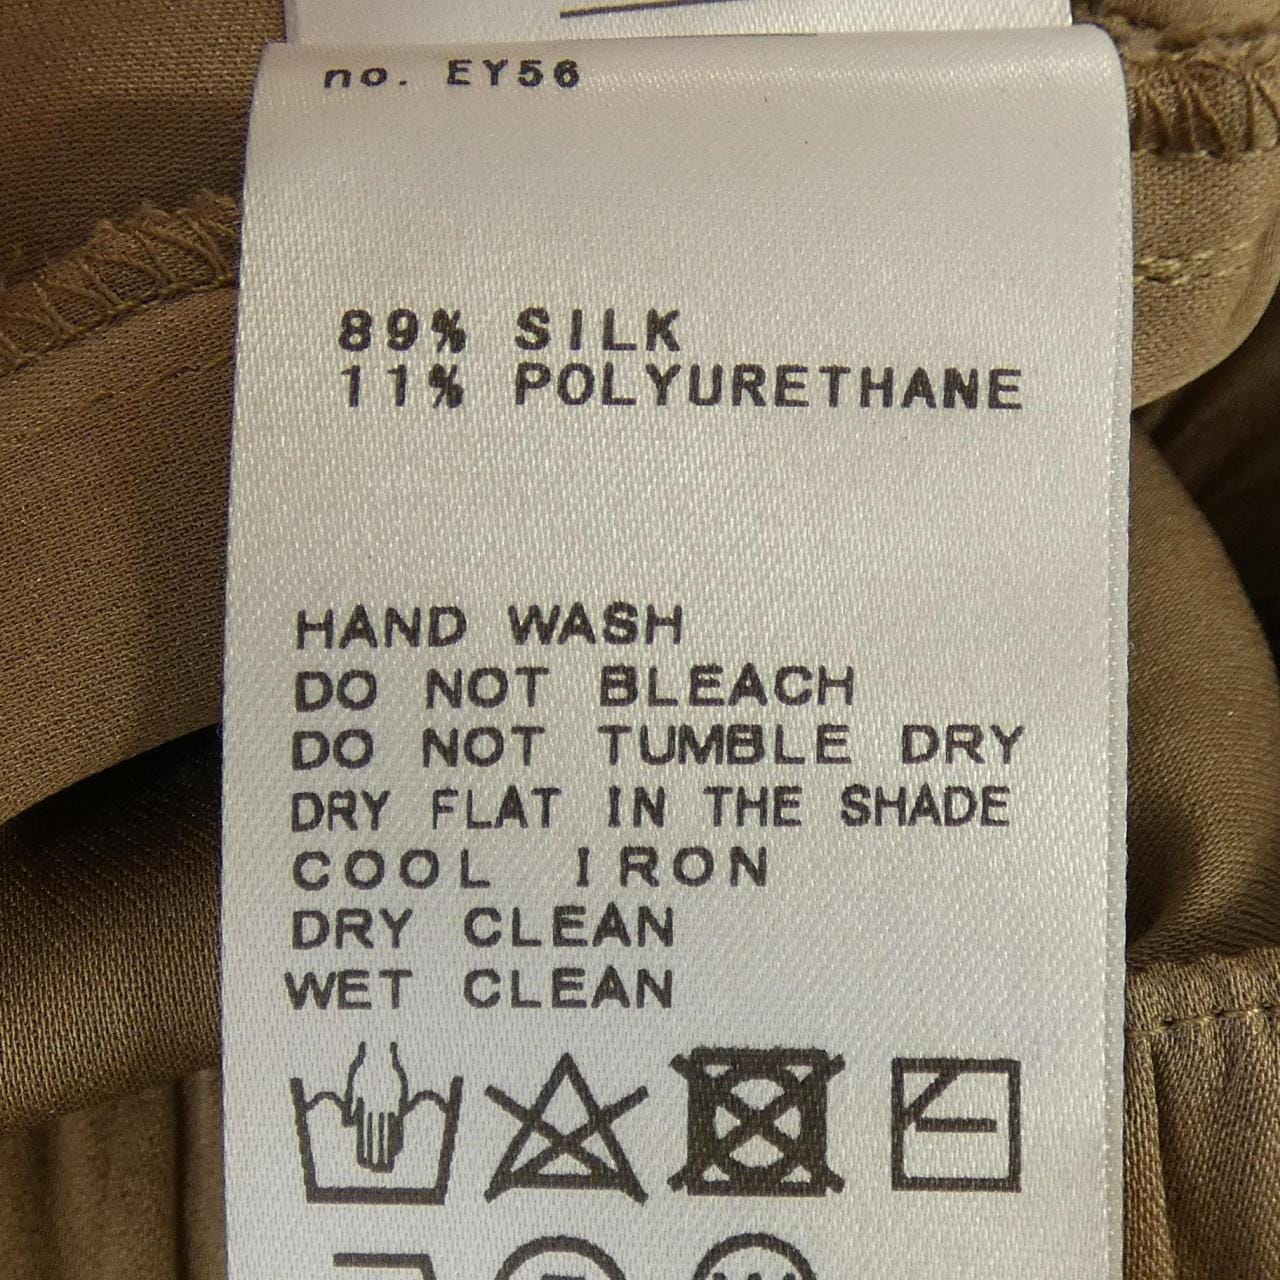 no. EY56
89% SILK
11% POLYURETHANE
HAND WASH
DO NOT BLEACH
DO NOT TUMBLE DRY
DRY FLAT IN THE SHADE
COOL IRON
DRY CLEAN
WET CLEAN